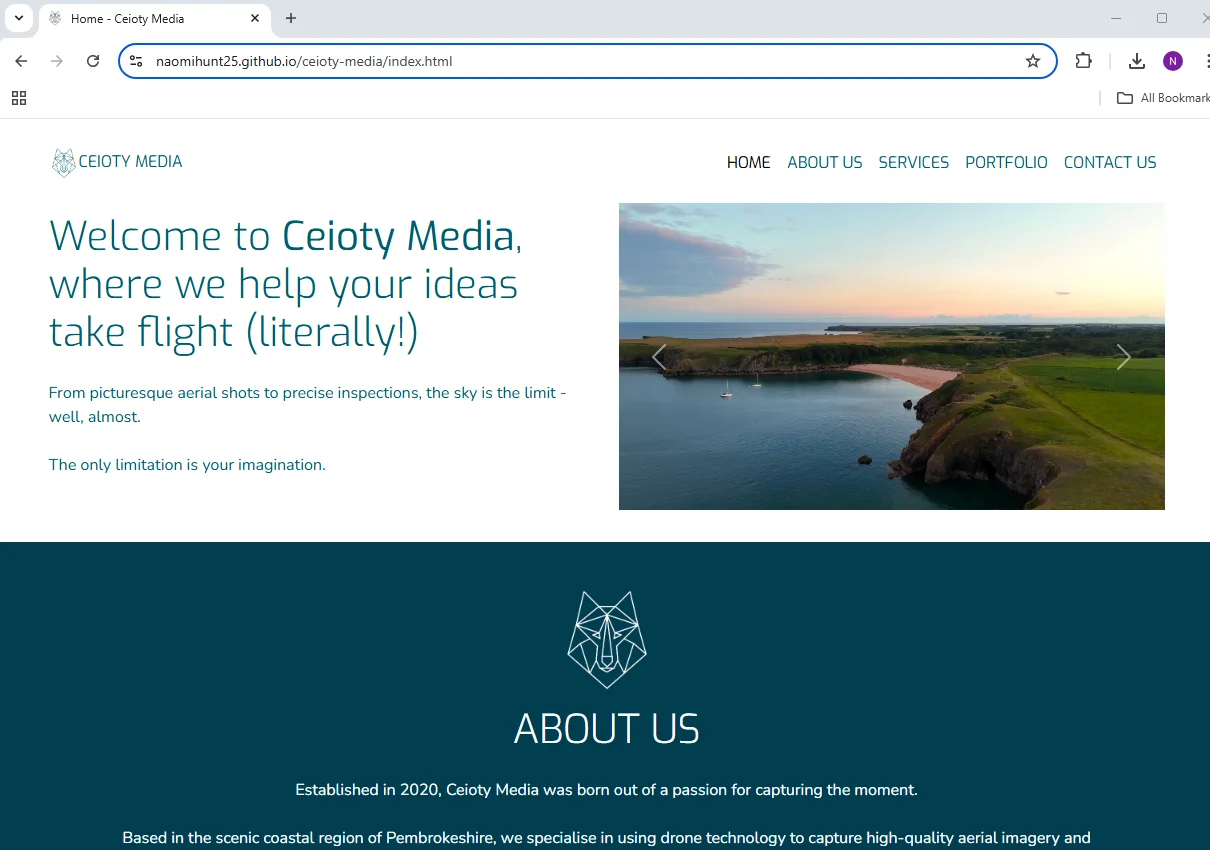 Home - Ceioty Media
naomihunt25.github.io/ceioty-media/index.html
N
All Bookmark
CEIOTY MEDIA
HOME ABOUT US SERVICES PORTFOLIO CONTACT US
Welcome to Ceioty Media,
where we help your ideas
take flight (literally!)
From picturesque aerial shots to precise inspections, the sky is the limit -
well, almost.
The only limitation is your imagination.
ABOUT US
Established in 2020, Ceioty Media was born out of a passion for capturing the moment.
Based in the scenic coastal region of Pembrokeshire, we specialise in using drone technology to capture high-quality aerial imagery and